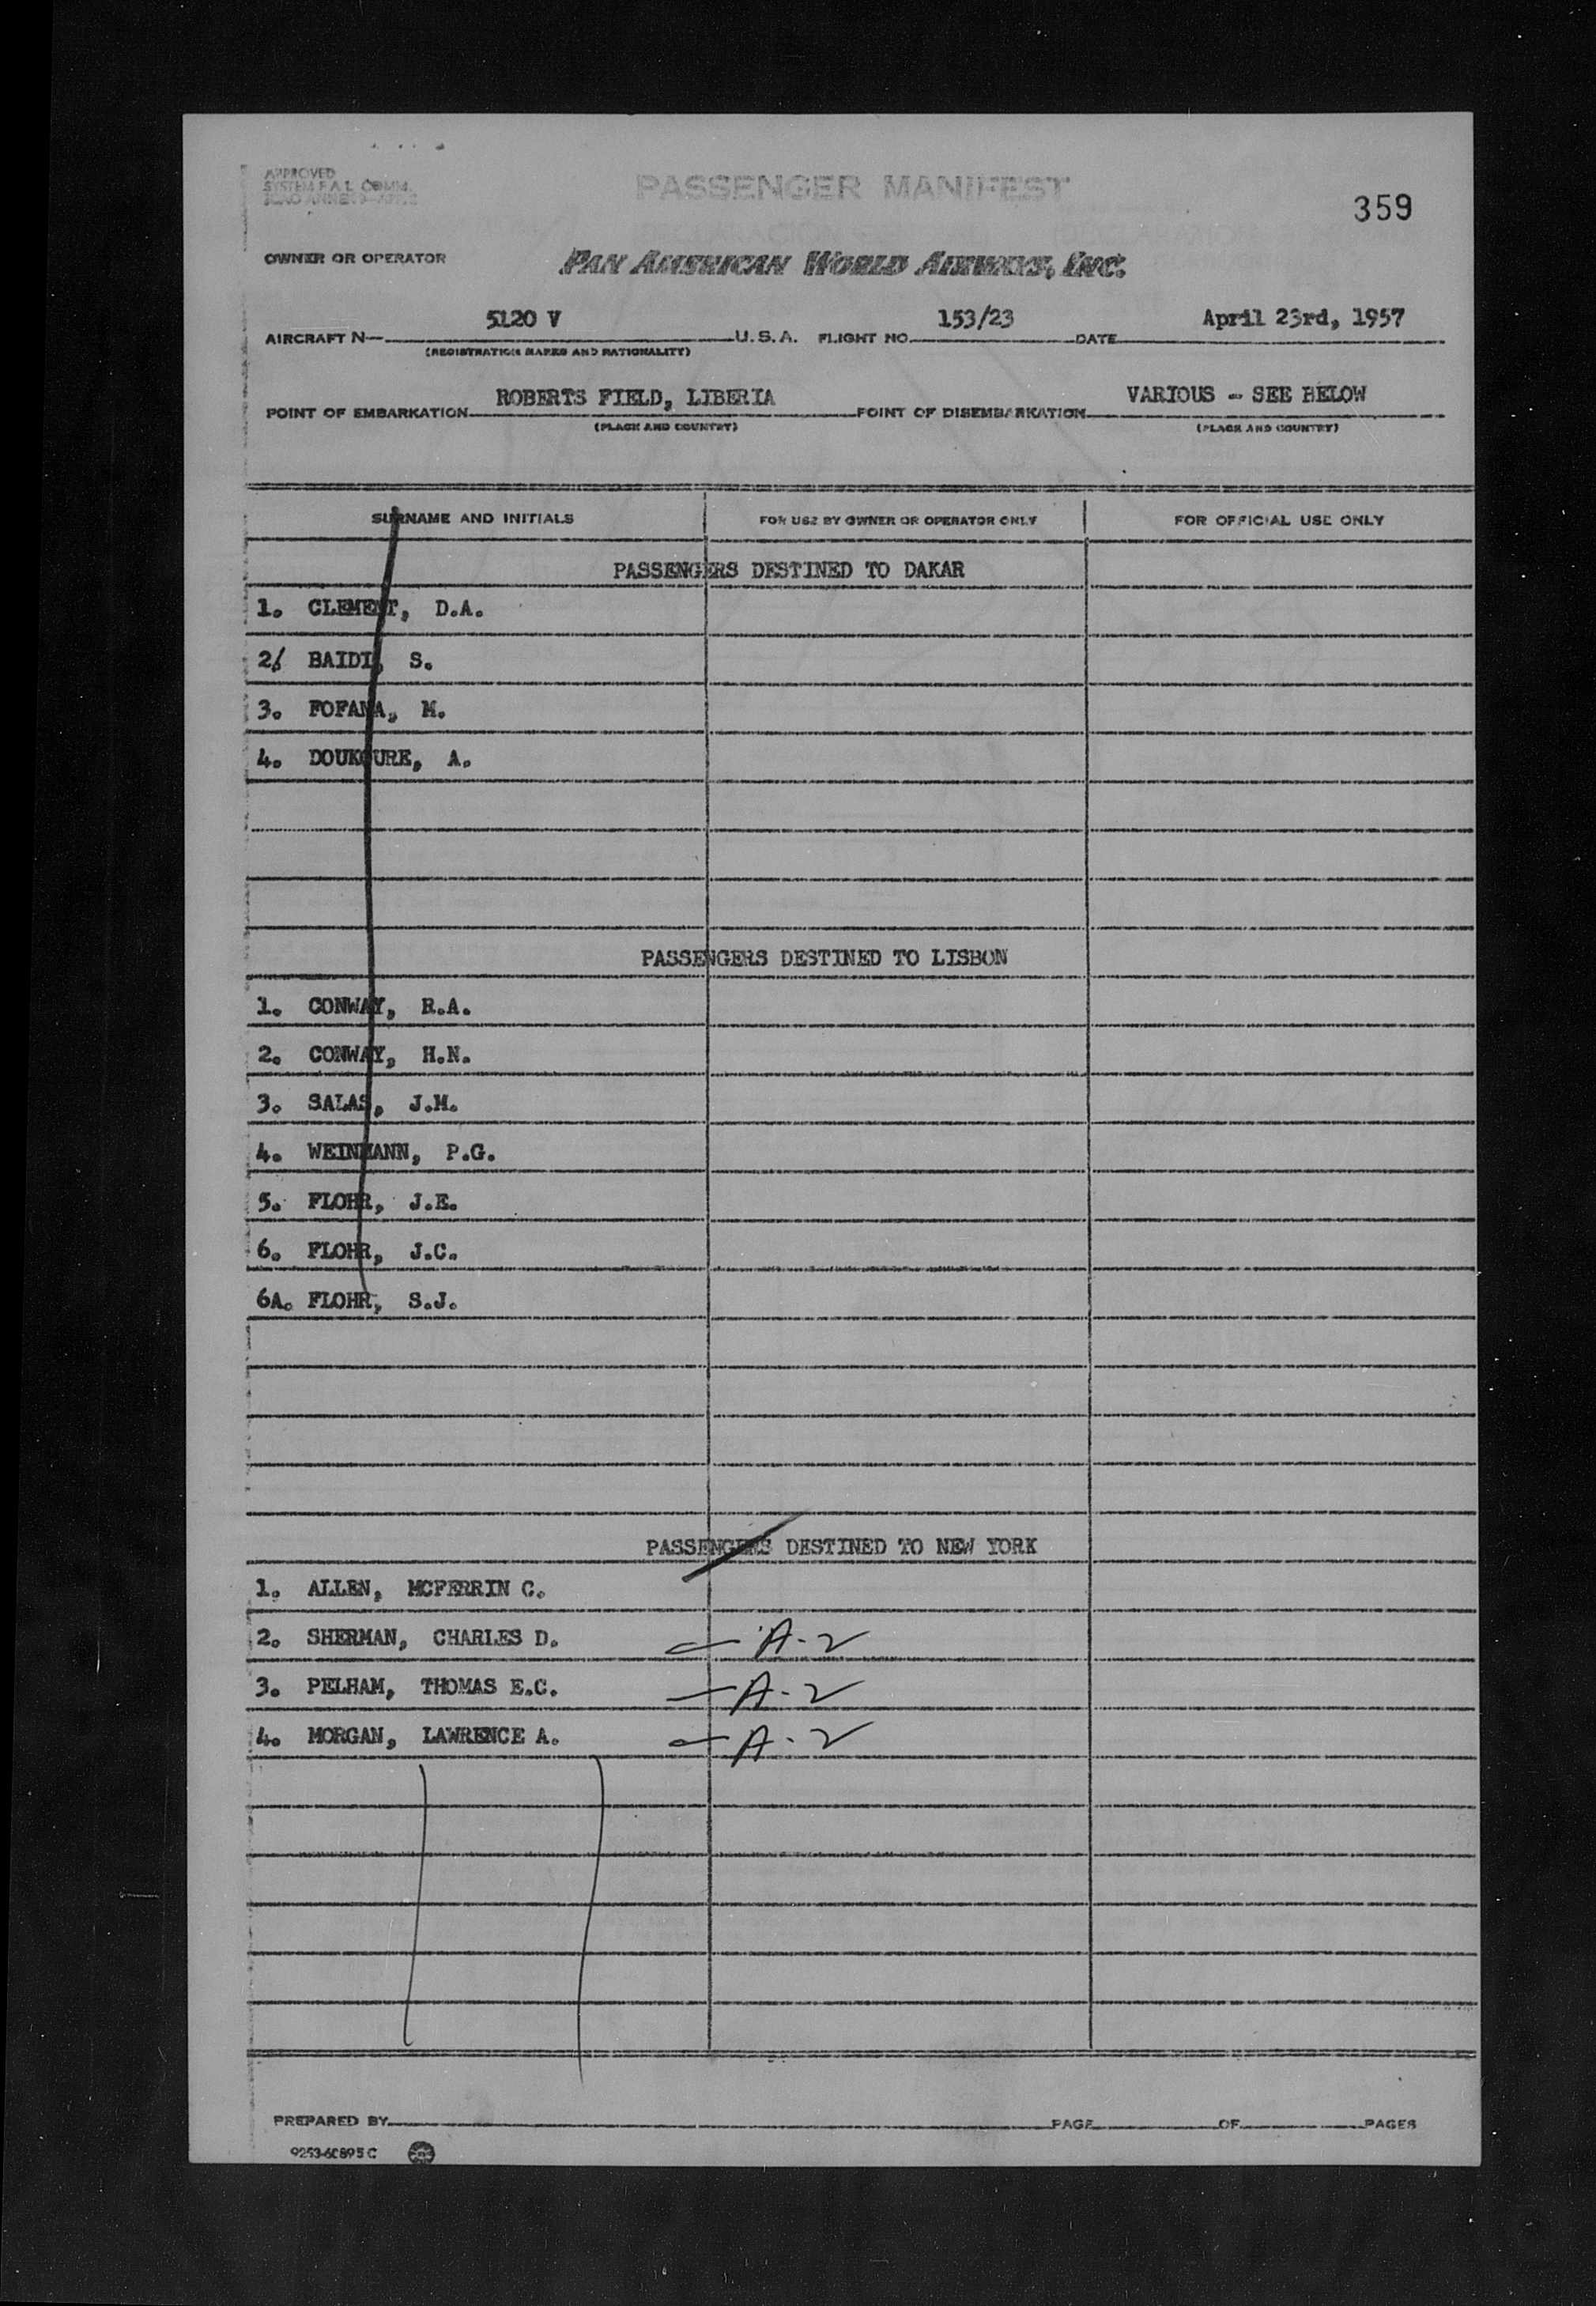 APPROVED
SYSTEM F.A.L. COMM.
PASSENGER MANIFEST
359
OWNER OR OPERATOR PAN AMERICAN WORLD AIRWAYS, INC.
AIRCRAFT N— 5120 V U.S.A. FLIGHT NO. 153/23 DATE April 23rd, 1957
(REGISTRATION MARKS AND NATIONALITY)
POINT OF EMBARKATION ROBERTS FIELD, LIBERIA POINT OF DISEMBARKATION VARIOUS - SEE BELOW
(PLACE AND COUNTRY) (PLACE AND COUNTRY)
SURNAME AND INITIALS FOR USE BY OWNER OR OPERATOR ONLY FOR OFFICIAL USE ONLY
PASSENGERS DESTINED TO DAKAR
1. CLEMENT, D.A.
2. BAIDI, S.
3. FOFANA, M.
4. DOUKOURE, A.
PASSENGERS DESTINED TO LISBON
1. CONWAY, R.A.
2. CONWAY, H.N.
3. SALAS, J.M.
4. WEINMANN, P.G.
5. FLOHR, J.E.
6. FLOHR, J.C.
6A. FLOHR, S.J.
PASSENGERS DESTINED TO NEW YORK
1. ALLEN, MCFERRIN C.
2. SHERMAN, CHARLES D. — A-2
3. PELHAM, THOMAS E.C. — A-2
4. MORGAN, LAWRENCE A. — A-2
PREPARED BY PAGE OF PAGES
9253-60895 C